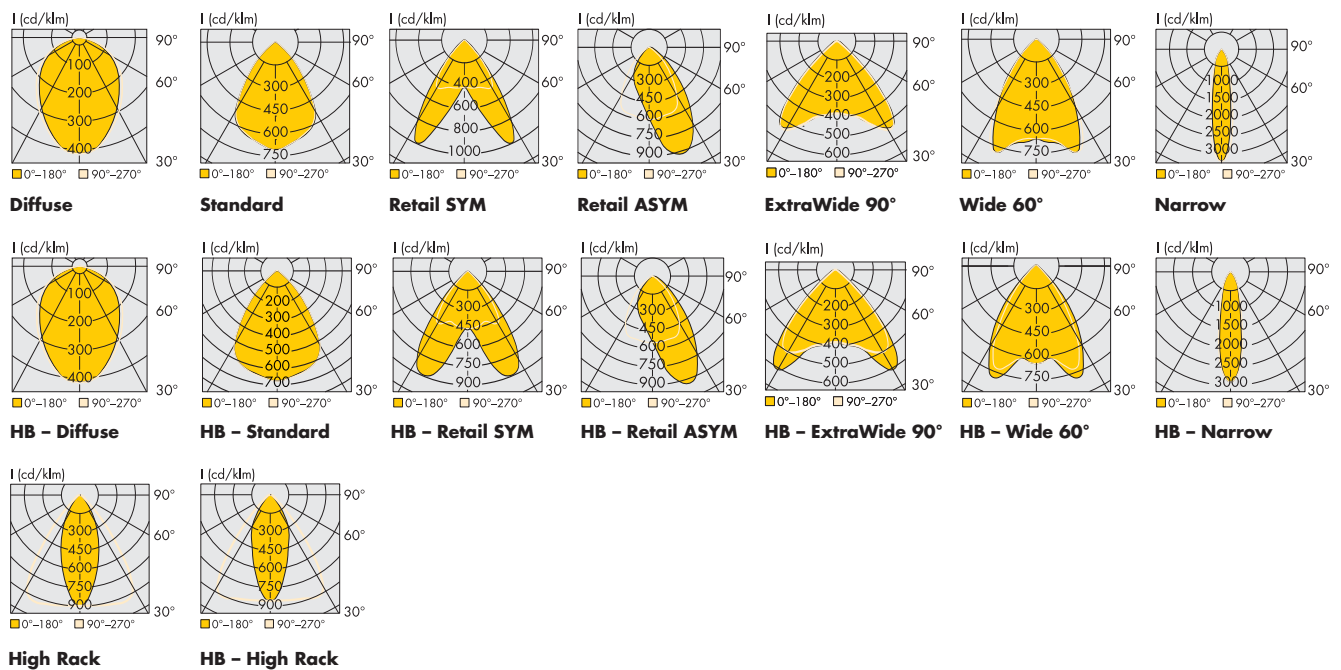 I (cd/klm) I (cd/klm) I (cd/klm) I (cd/klm) I (cd/klm) I (cd/klm) I (cd/klm)
90° 90° 90° 90° 90° 90° 90°
100 300 400 300 200 300 1000
60° 60° 60° 60° 60° 60° 60°
200 450 600 450 300 450 1500
300 600 800 600 400 600 2000
400 750 1000 750 500 750 2500
900 600 3000
30° 30° 30° 30° 30° 30° 30°
0°–180° 90°–270° 0°–180° 90°–270° 0°–180° 90°–270° 0°–180° 90°–270° 0°–180° 90°–270° 0°–180° 90°–270° 0°–180° 90°–270°
Diffuse Standard Retail SYM Retail ASYM ExtraWide 90° Wide 60° Narrow
I (cd/klm) I (cd/klm) I (cd/klm) I (cd/klm) I (cd/klm) I (cd/klm) I (cd/klm)
90° 90° 90° 90° 90° 90° 90°
100 200 300 300 200 300 1000
60° 60° 60° 60° 60° 60° 60°
200 300 450 450 300 450 1500
300 400 600 600 400 600 2000
400 500 750 750 500 750 2500
600 900 900 600 3000
700
30° 30° 30° 30° 30° 30° 30°
0°–180° 90°–270° 0°–180° 90°–270° 0°–180° 90°–270° 0°–180° 90°–270° 0°–180° 90°–270° 0°–180° 90°–270° 0°–180° 90°–270°
HB – Diffuse HB – Standard HB – Retail SYM HB – Retail ASYM HB – ExtraWide 90° HB – Wide 60° HB – Narrow
I (cd/klm) I (cd/klm)
90° 90°
300 300
60° 60°
450 450
600 600
750 750
900 900
30° 30°
0°–180° 90°–270° 0°–180° 90°–270°
High Rack HB – High Rack